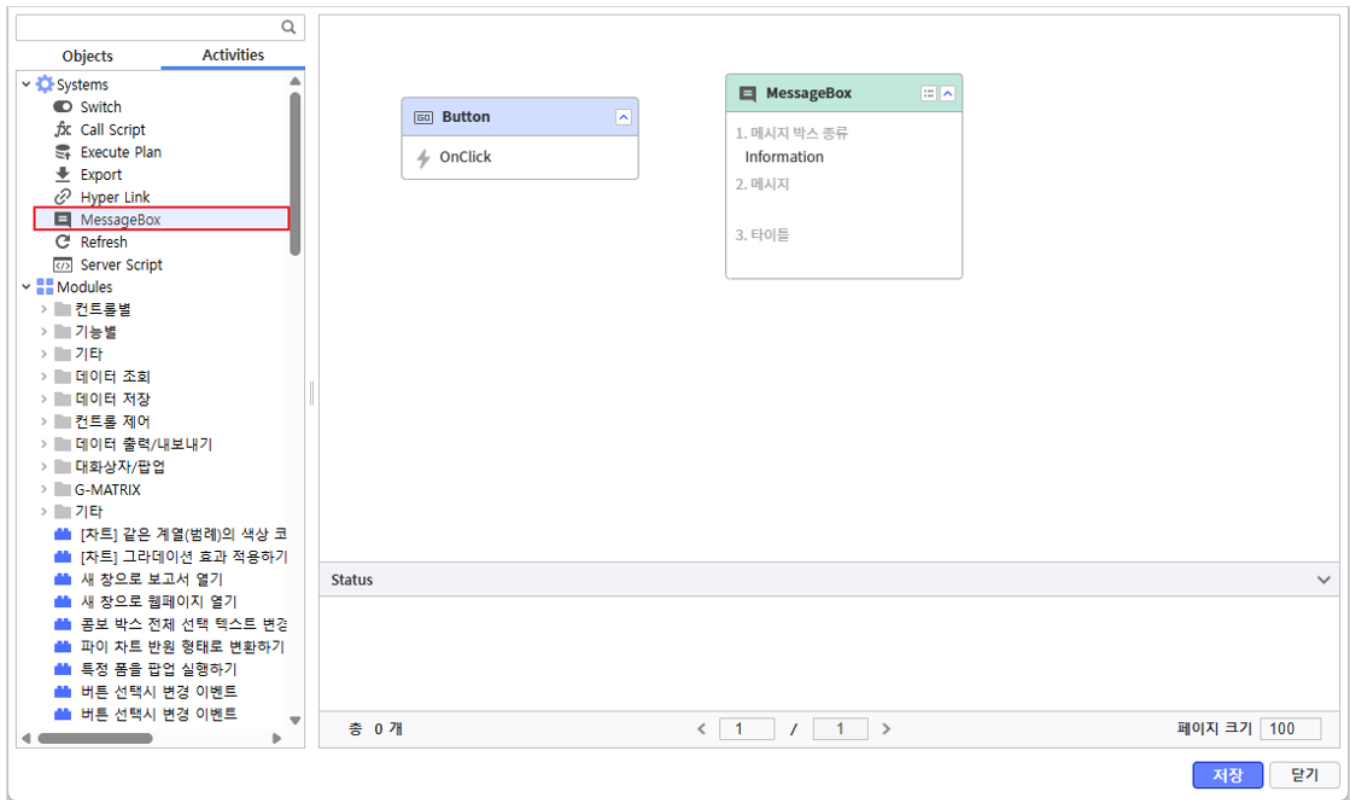 Objects
Activities
Systems
Switch
fx Call Script
Execute Plan
Export
Hyper Link
MessageBox
Refresh
Server Script
Modules
컨트롤별
기능별
기타
데이터 조회
데이터 저장
컨트롤 제어
데이터 출력/내보내기
대화상자/팝업
G-MATRIX
기타
[차트] 같은 계열(범례)의 색상 코
[차트] 그라데이션 효과 적용하기
새 창으로 보고서 열기
새 창으로 웹페이지 열기
콤보 박스 전체 선택 텍스트 변경
파이 차트 반원 형태로 변환하기
특정 폼을 팝업 실행하기
버튼 선택시 변경 이벤트
버튼 선택시 변경 이벤트
GO Button
OnClick
MessageBox
1. 메시지 박스 종류
Information
2. 메시지
3. 타이틀
Status
총 0 개
1 / 1
페이지 크기 100
저장
닫기